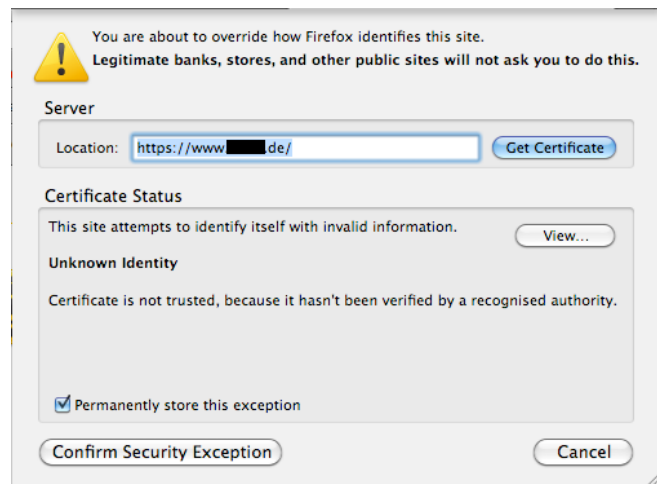 You are about to override how Firefox identifies this site.
Legitimate banks, stores, and other public sites will not ask you to do this.
Server
Location: https://www.    .de/ Get Certificate
Certificate Status
This site attempts to identify itself with invalid information. View...
Unknown Identity
Certificate is not trusted, because it hasn't been verified by a recognised authority.
Permanently store this exception
Confirm Security Exception Cancel